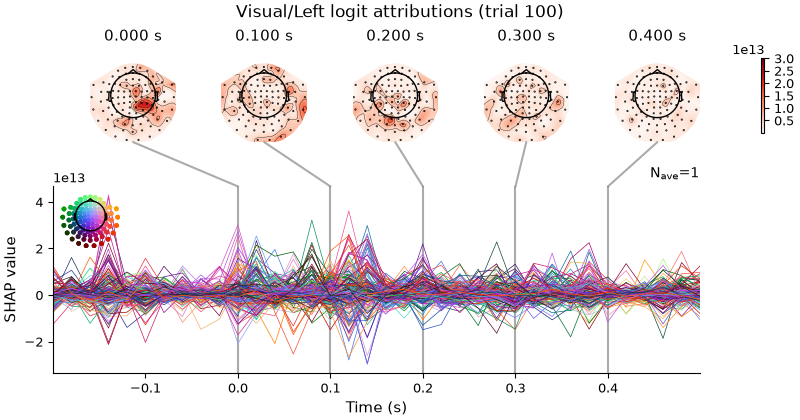 Visual/Left logit attributions (trial 100)
0.000 s 0.100 s 0.200 s 0.300 s 0.400 s
1e13
3.0
2.5
2.0
1.5
1.0
0.5
Nave=1
1e13
4
2
0
−2
SHAP value
−0.1 0.0 0.1 0.2 0.3 0.4
Time (s)